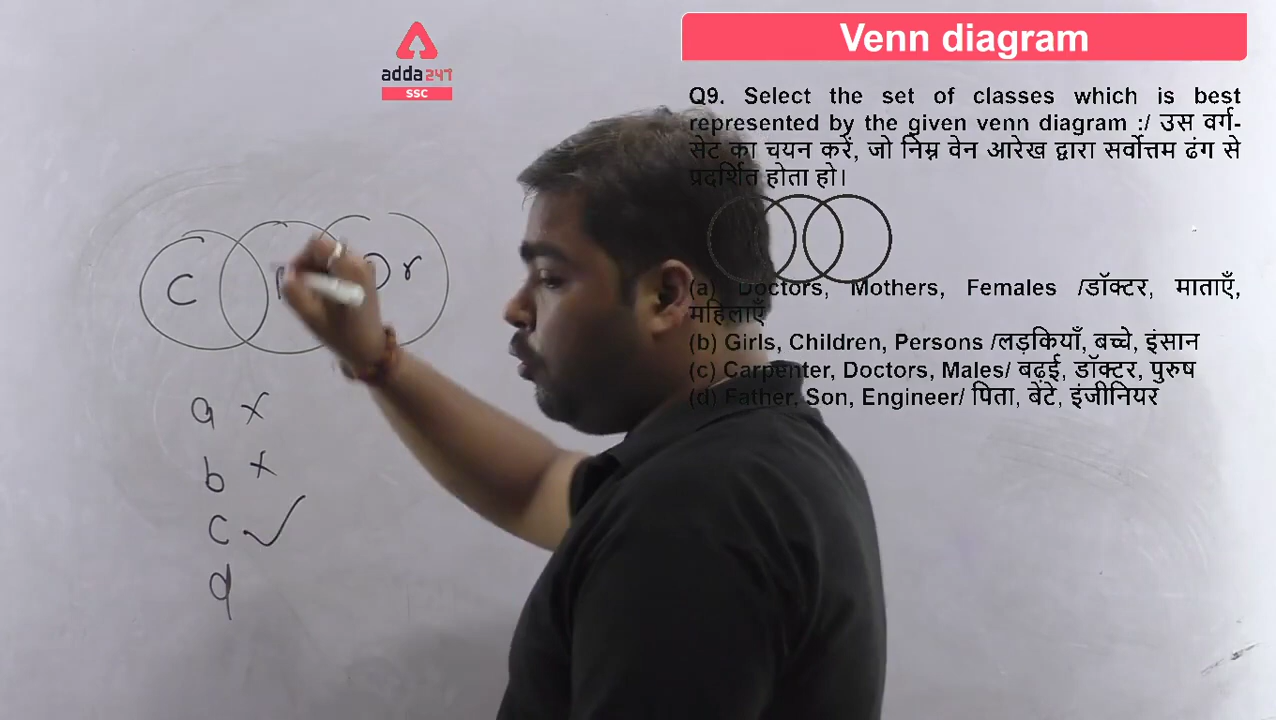 adda247
SSC
Venn diagram
Q9. Select the set of classes which is best
represented by the given venn diagram :/ उस वर्ग-
सेट का चयन करें, जो निम्न वेन आरेख द्वारा सर्वोत्तम ढंग से
प्रदर्शित होता हो।
(a) Doctors, Mothers, Females /डॉक्टर, माताएँ,
महिलाएँ
(b) Girls, Children, Persons /लड़कियाँ, बच्चे, इंसान
(c) Carpenter, Doctors, Males/ बढ़ई, डॉक्टर, पुरुष
(d) Father. Son, Engineer/ पिता, बेटे, इंजीनियर
C
Dr
a ×
b ×
c ✓
d